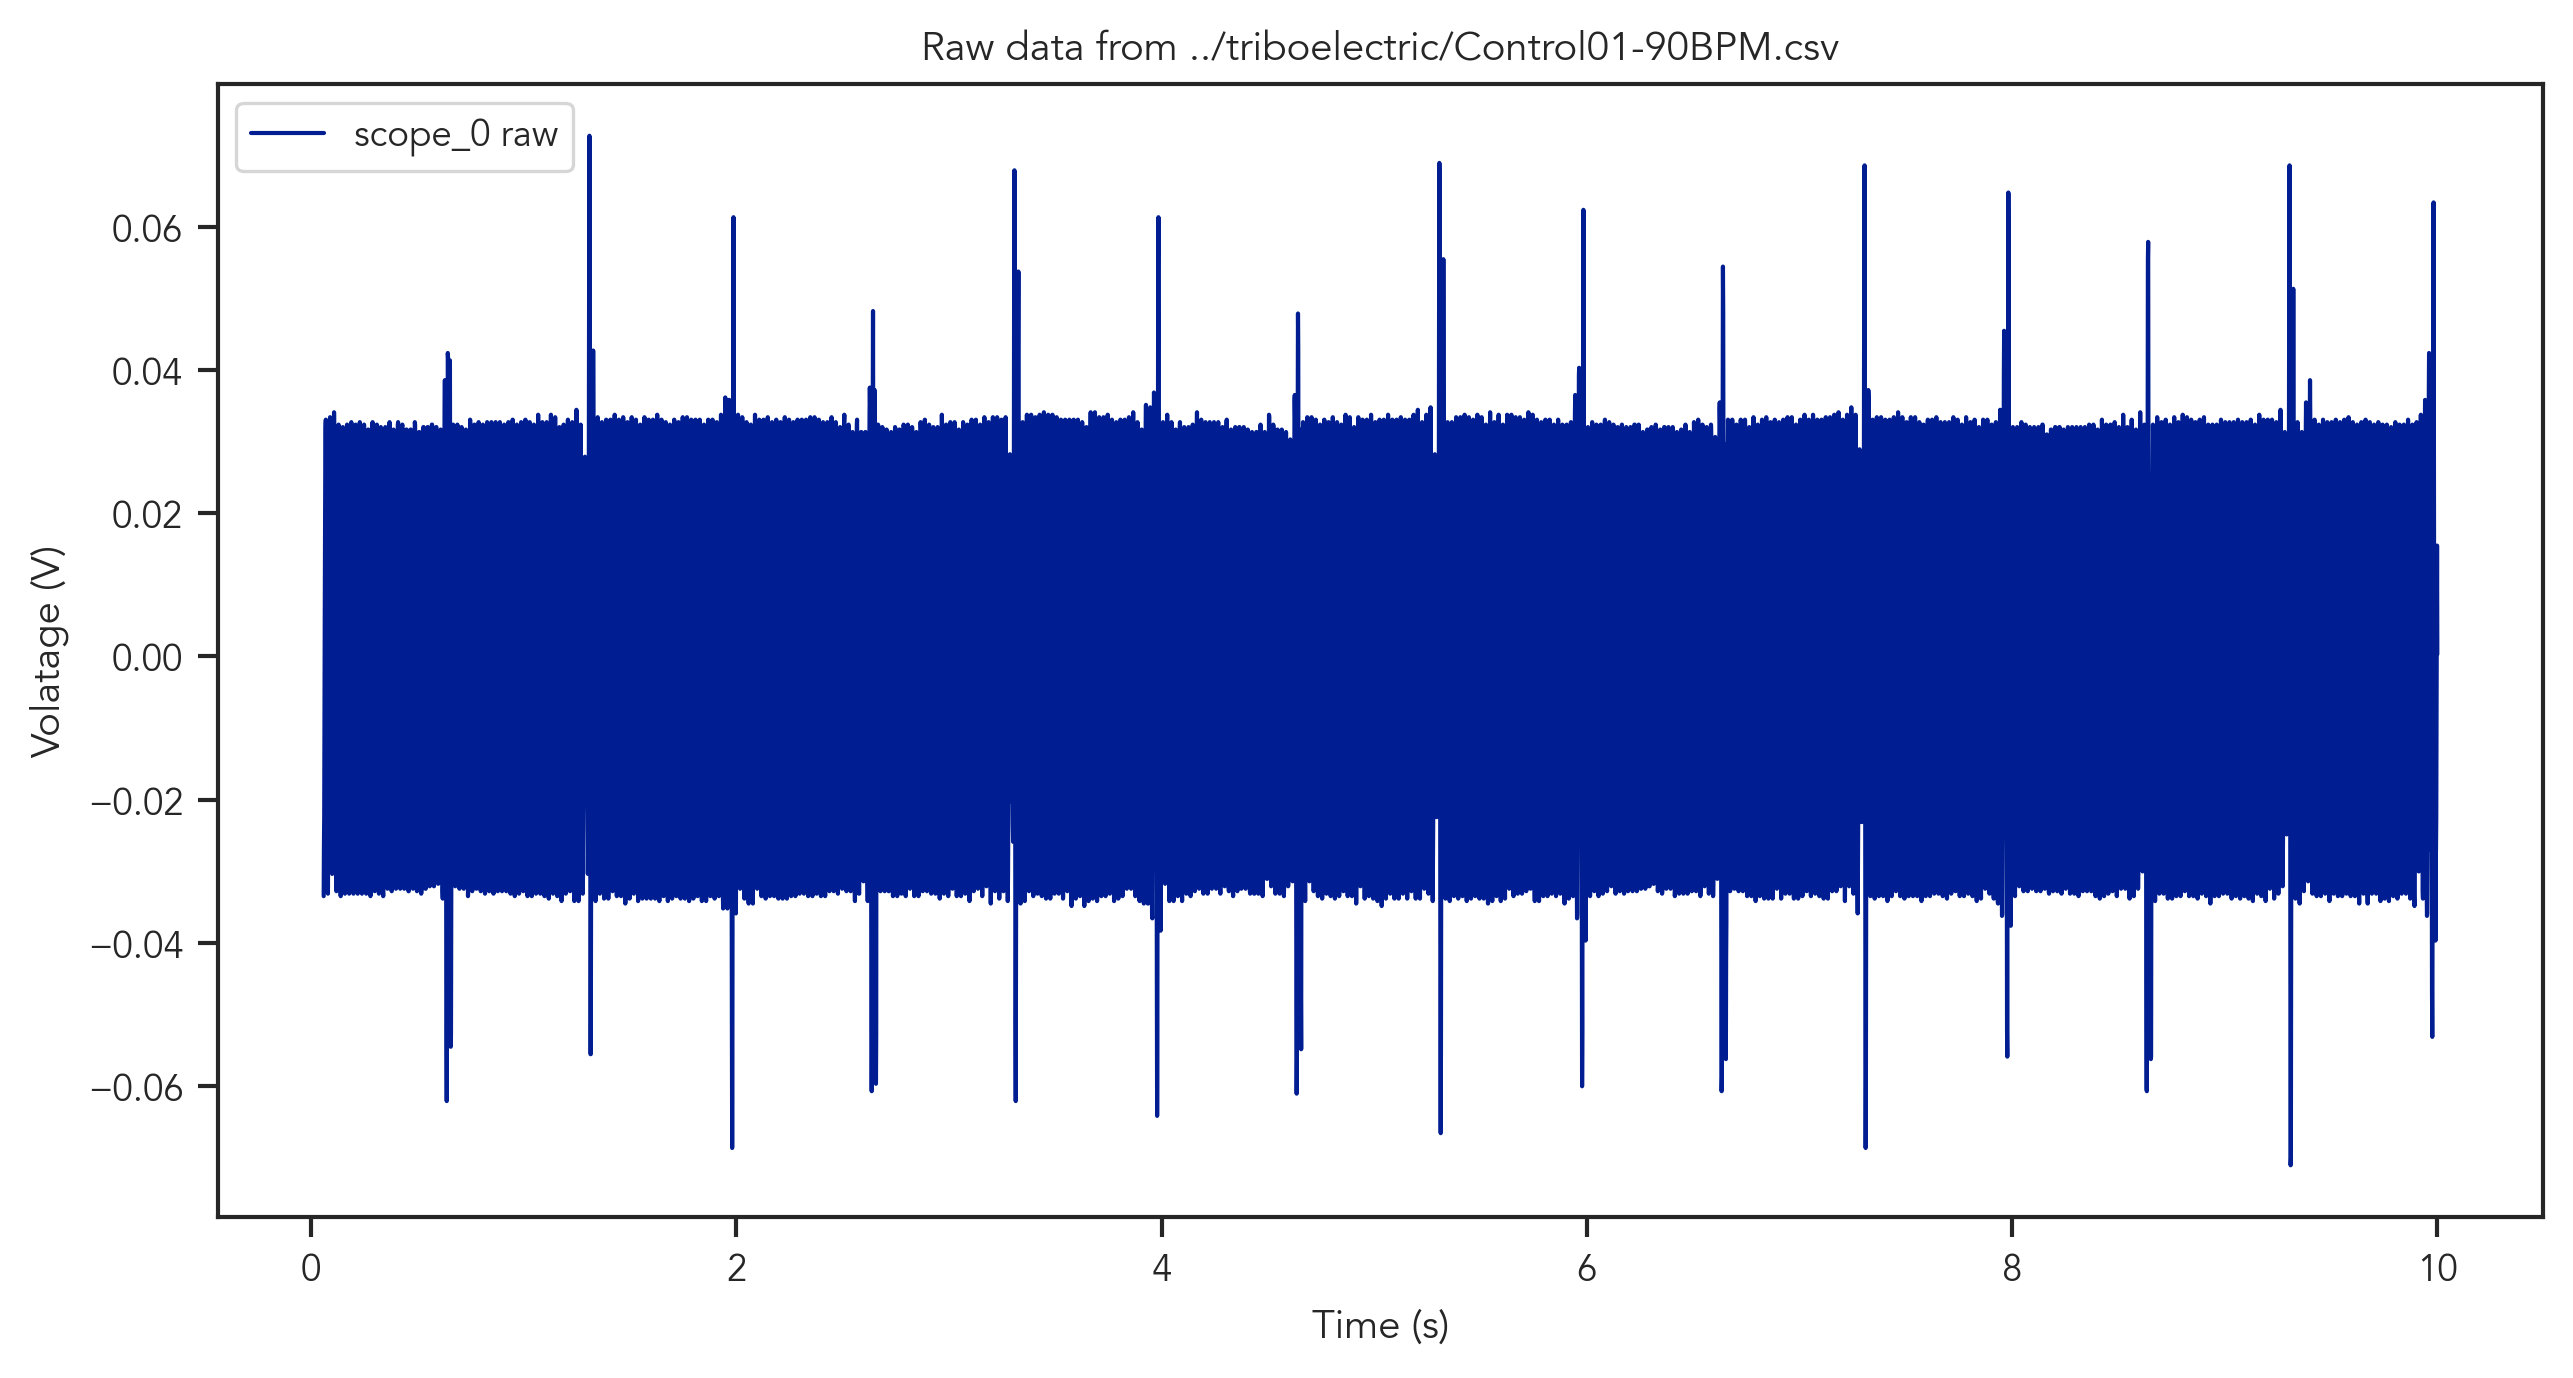 Raw data from ../triboelectric/Control01-90BPM.csv
scope_0 raw
0.06
0.04
0.02
0.00
−0.02
−0.04
−0.06
Volatage (V)
0 2 4 6 8 10
Time (s)